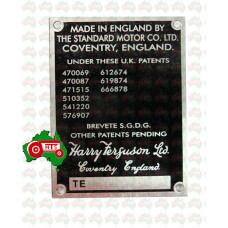 MADE IN ENGLAND BY
THE STANDARD MOTOR CO. LTD.
COVENTRY, ENGLAND.
UNDER THESE U.K. PATENTS
470069 612674
470087 619874
471515 666878
510352
541220
576907
BREVETE S.G.D.G.
OTHER PATENTS PENDING
Harry Ferguson Ltd.
Coventry England.
TE